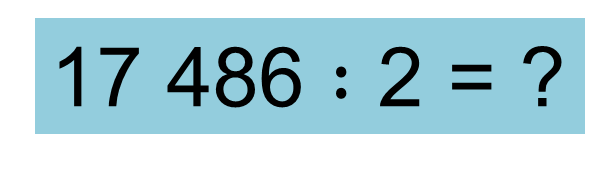 17 486 : 2 = ?